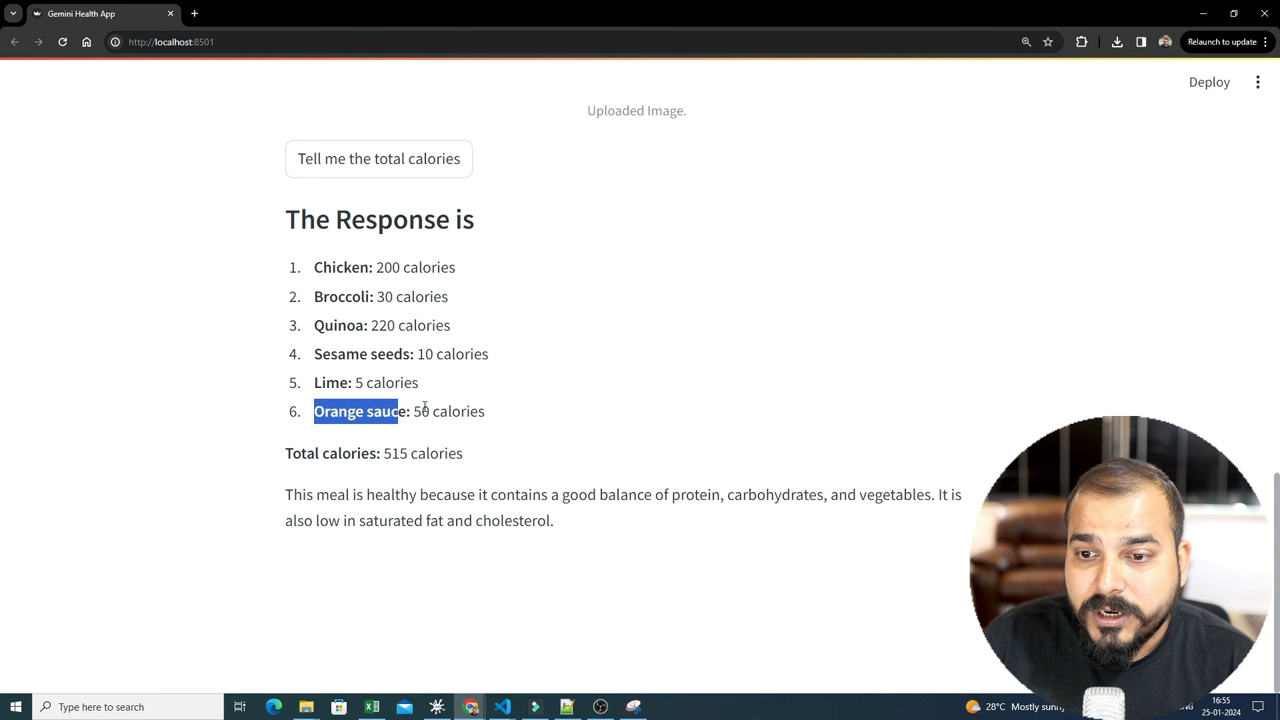 Gemini Health App
http://localhost:8501
Relaunch to update
Deploy
Uploaded Image.
Tell me the total calories
The Response is
1. Chicken: 200 calories
2. Broccoli: 30 calories
3. Quinoa: 220 calories
4. Sesame seeds: 10 calories
5. Lime: 5 calories
6. Orange sauce: 50 calories
Total calories: 515 calories
This meal is healthy because it contains a good balance of protein, carbohydrates, and vegetables. It is
also low in saturated fat and cholesterol.
Type here to search
28°C Mostly sunny
16:55
25-01-2024